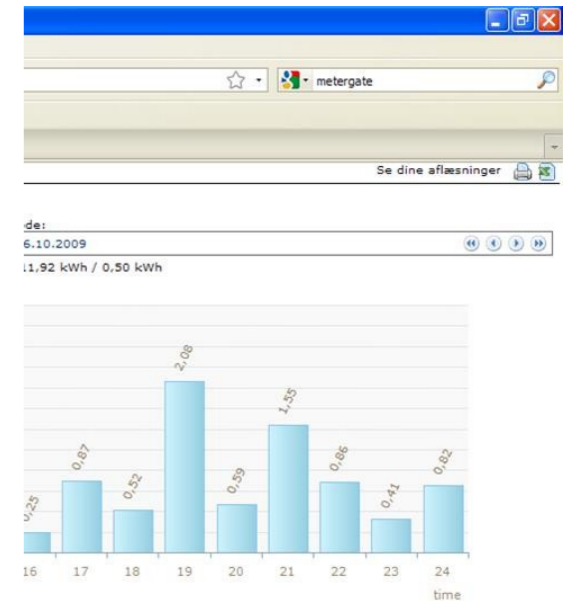 metergate
Se dine aflæsninger
ode:
6.10.2009
11,92 kWh / 0,50 kWh
2,08
1,55
0,87
0,86
0,82
0,52
0,59
0,41
0,25
16 17 18 19 20 21 22 23 24
time